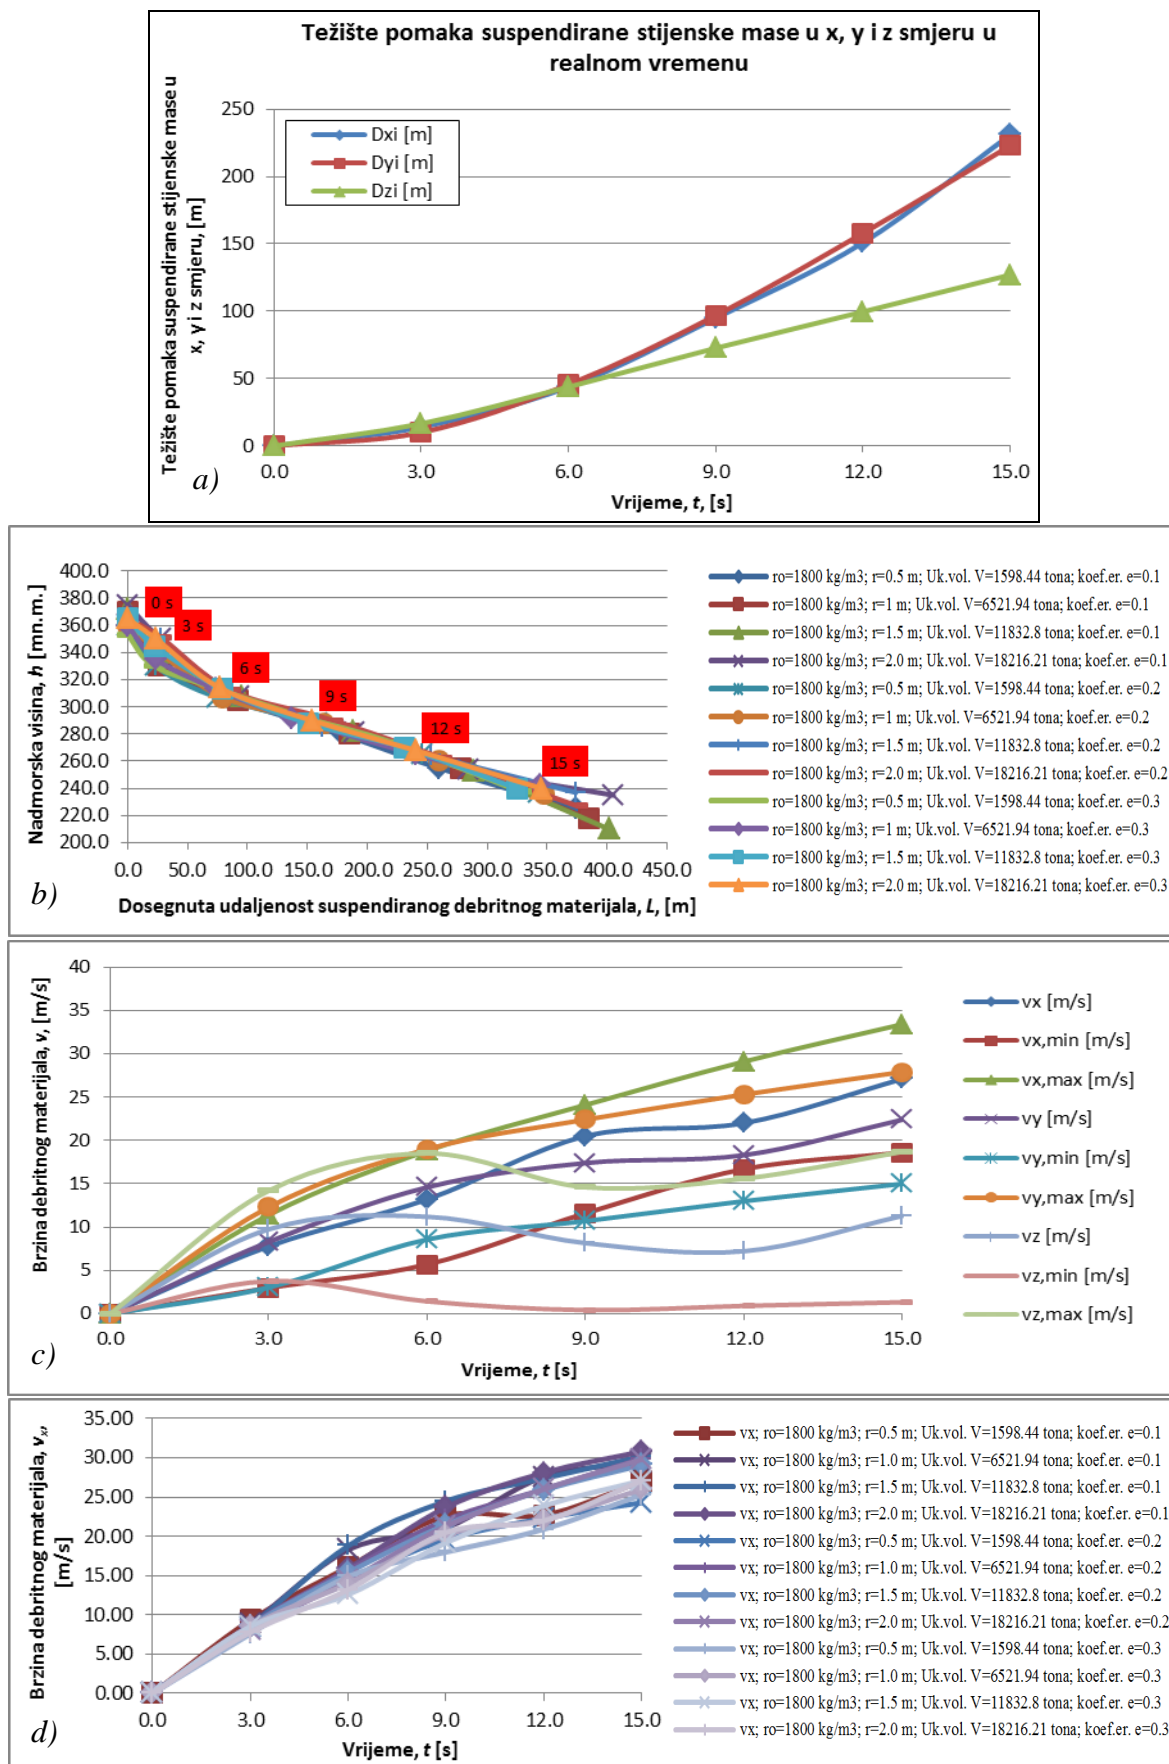 Težište pomaka suspendirane stijenske mase u x, y i z smjeru u
realnom vremenu
Težište pomaka suspendirane stijenske mase u
x, y i z smjeru, [m]
250
200
150
100
50
0
Dxi [m]
Dyi [m]
Dzi [m]
0.0 3.0 6.0 9.0 12.0 15.0
Vrijeme, t, [s]
a)
Nadmorska visina, h [mn.m.]
400.0
380.0
360.0
340.0
320.0
300.0
280.0
260.0
240.0
220.0
200.0
0 s
3 s
6 s
9 s
12 s
15 s
0.0 50.0 100.0 150.0 200.0 250.0 300.0 350.0 400.0 450.0
Dosegnuta udaljenost suspendiranog debritnog materijala, L, [m]
ro=1800 kg/m3; r=0.5 m; Uk.vol. V=1598.44 tona; koef.er. e=0.1
ro=1800 kg/m3; r=1 m; Uk.vol. V=6521.94 tona; koef.er. e=0.1
ro=1800 kg/m3; r=1.5 m; Uk.vol. V=11832.8 tona; koef.er. e=0.1
ro=1800 kg/m3; r=2.0 m; Uk.vol. V=18216.21 tona; koef.er. e=0.1
ro=1800 kg/m3; r=0.5 m; Uk.vol. V=1598.44 tona; koef.er. e=0.2
ro=1800 kg/m3; r=1 m; Uk.vol. V=6521.94 tona; koef.er. e=0.2
ro=1800 kg/m3; r=1.5 m; Uk.vol. V=11832.8 tona; koef.er. e=0.2
ro=1800 kg/m3; r=2.0 m; Uk.vol. V=18216.21 tona; koef.er. e=0.2
ro=1800 kg/m3; r=0.5 m; Uk.vol. V=1598.44 tona; koef.er. e=0.3
ro=1800 kg/m3; r=1 m; Uk.vol. V=6521.94 tona; koef.er. e=0.3
ro=1800 kg/m3; r=1.5 m; Uk.vol. V=11832.8 tona; koef.er. e=0.3
ro=1800 kg/m3; r=2.0 m; Uk.vol. V=18216.21 tona; koef.er. e=0.3
b)
Brzina debritnog materijala, v, [m/s]
40
35
30
25
20
15
10
5
0
0.0 3.0 6.0 9.0 12.0 15.0
Vrijeme, t [s]
vx [m/s]
vx,min [m/s]
vx,max [m/s]
vy [m/s]
vy,min [m/s]
vy,max [m/s]
vz [m/s]
vz,min [m/s]
vz,max [m/s]
c)
Brzina debritnog materijala, vx,
[m/s]
35.00
30.00
25.00
20.00
15.00
10.00
5.00
0.00
0.0 3.0 6.0 9.0 12.0 15.0
Vrijeme, t [s]
vx; ro=1800 kg/m3; r=0.5 m; Uk.vol. V=1598.44 tona; koef.er. e=0.1
vx; ro=1800 kg/m3; r=1.0 m; Uk.vol. V=6521.94 tona; koef.er. e=0.1
vx; ro=1800 kg/m3; r=1.5 m; Uk.vol. V=11832.8 tona; koef.er. e=0.1
vx; ro=1800 kg/m3; r=2.0 m; Uk.vol. V=18216.21 tona; koef.er. e=0.1
vx; ro=1800 kg/m3; r=0.5 m; Uk.vol. V=1598.44 tona; koef.er. e=0.2
vx; ro=1800 kg/m3; r=1.0 m; Uk.vol. V=6521.94 tona; koef.er. e=0.2
vx; ro=1800 kg/m3; r=1.5 m; Uk.vol. V=11832.8 tona; koef.er. e=0.2
vx; ro=1800 kg/m3; r=2.0 m; Uk.vol. V=18216.21 tona; koef.er. e=0.2
vx; ro=1800 kg/m3; r=0.5 m; Uk.vol. V=1598.44 tona; koef.er. e=0.3
vx; ro=1800 kg/m3; r=1.0 m; Uk.vol. V=6521.94 tona; koef.er. e=0.3
vx; ro=1800 kg/m3; r=1.5 m; Uk.vol. V=11832.8 tona; koef.er. e=0.3
vx; ro=1800 kg/m3; r=2.0 m; Uk.vol. V=18216.21 tona; koef.er. e=0.3
d)